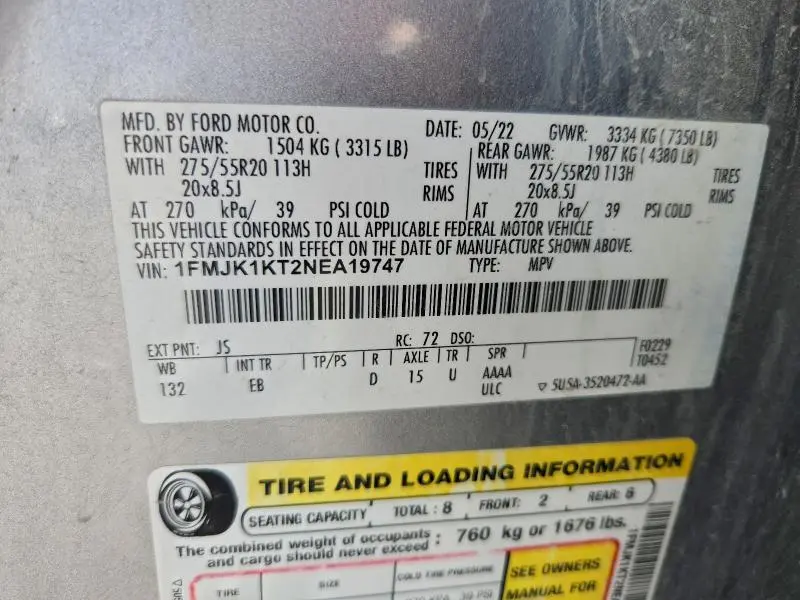 MFD. BY FORD MOTOR CO. DATE: 05/22 GVWR: 3334 KG (7350 LB)
FRONT GAWR: 1504 KG (3315 LB) REAR GAWR: 1987 KG (4380 LB)
WITH 275/55R20 113H TIRES WITH 275/55R20 113H TIRES
20x8.5J RIMS 20x8.5J RIMS
AT 270 kPa/ 39 PSI COLD AT 270 kPa/ 39 PSI COLD
THIS VEHICLE CONFORMS TO ALL APPLICABLE FEDERAL MOTOR VEHICLE
SAFETY STANDARDS IN EFFECT ON THE DATE OF MANUFACTURE SHOWN ABOVE.
VIN: 1FMJK1KT2NEA19747 TYPE: MPV
EXT PNT: JS RC: 72 DSO: F0229
WB INT TR TP/PS R AXLE TR SPR T0452
132 EB D 15 U AAAA
ULC 5USA-3520472-AA
TIRE AND LOADING INFORMATION
SEATING CAPACITY TOTAL : 8 FRONT: 2 REAR: 6
The combined weight of occupants and cargo should never exceed : 760 kg or 1676 lbs.
TIRE SIZE COLD TIRE PRESSURE SEE OWNERS
MANUAL FOR